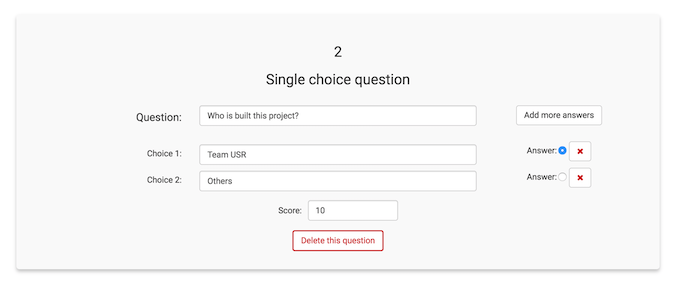 2
Single choice question
Question: Who is built this project? Add more answers
Choice 1: Team USR Answer:
Choice 2: Others Answer:
Score: 10
Delete this question